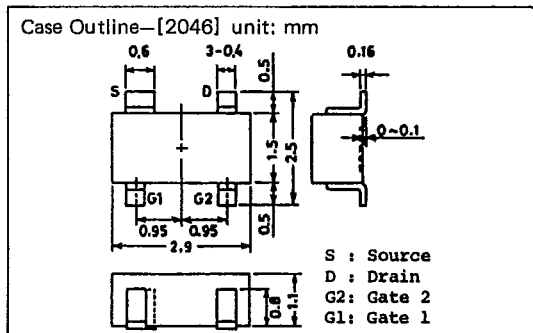 Case Outline—[2046] unit: mm
0.6
3-0.4
0.16
S
D
0.5
1.5
2.5
0~0.1
G1
G2
0.5
0.95
0.95
2.9
S : Source
D : Drain
G2: Gate 2
G1: Gate 1
0.8
1.1